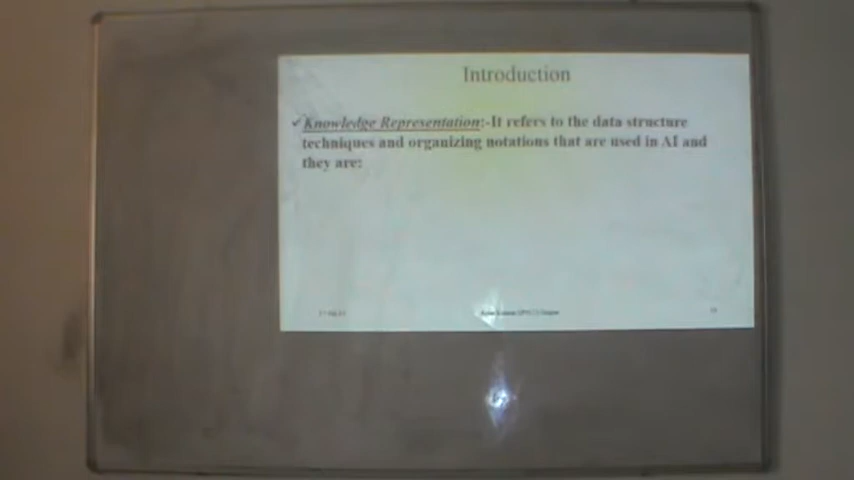 Introduction
✓Knowledge Representation:-It refers to the data structure
techniques and organizing notations that are used in AI and
they are: